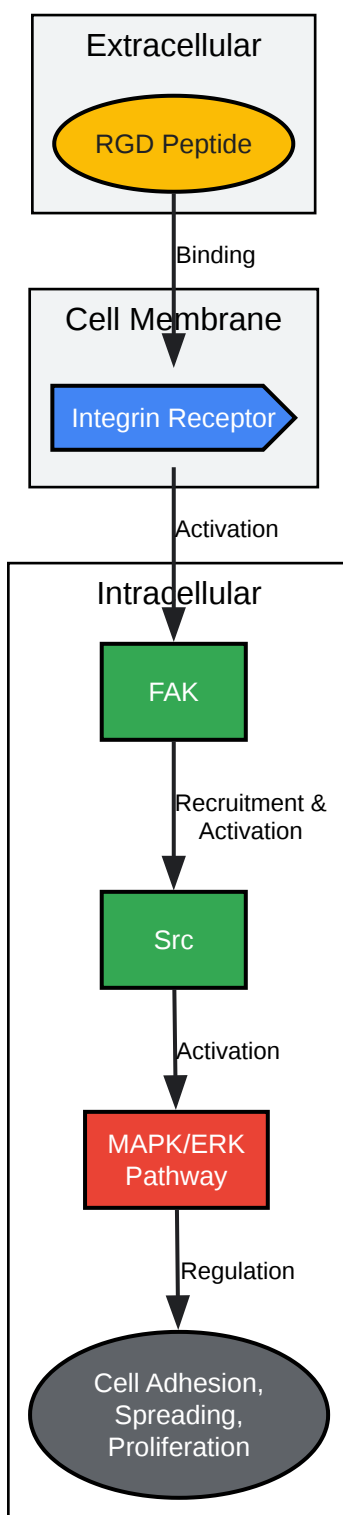 Extracellular
RGD Peptide
Binding
Cell Membrane
Integrin Receptor
Activation
Intracellular
FAK
Recruitment &
Activation
Src
Activation
MAPK/ERK
Pathway
Regulation
Cell Adhesion,
Spreading,
Proliferation